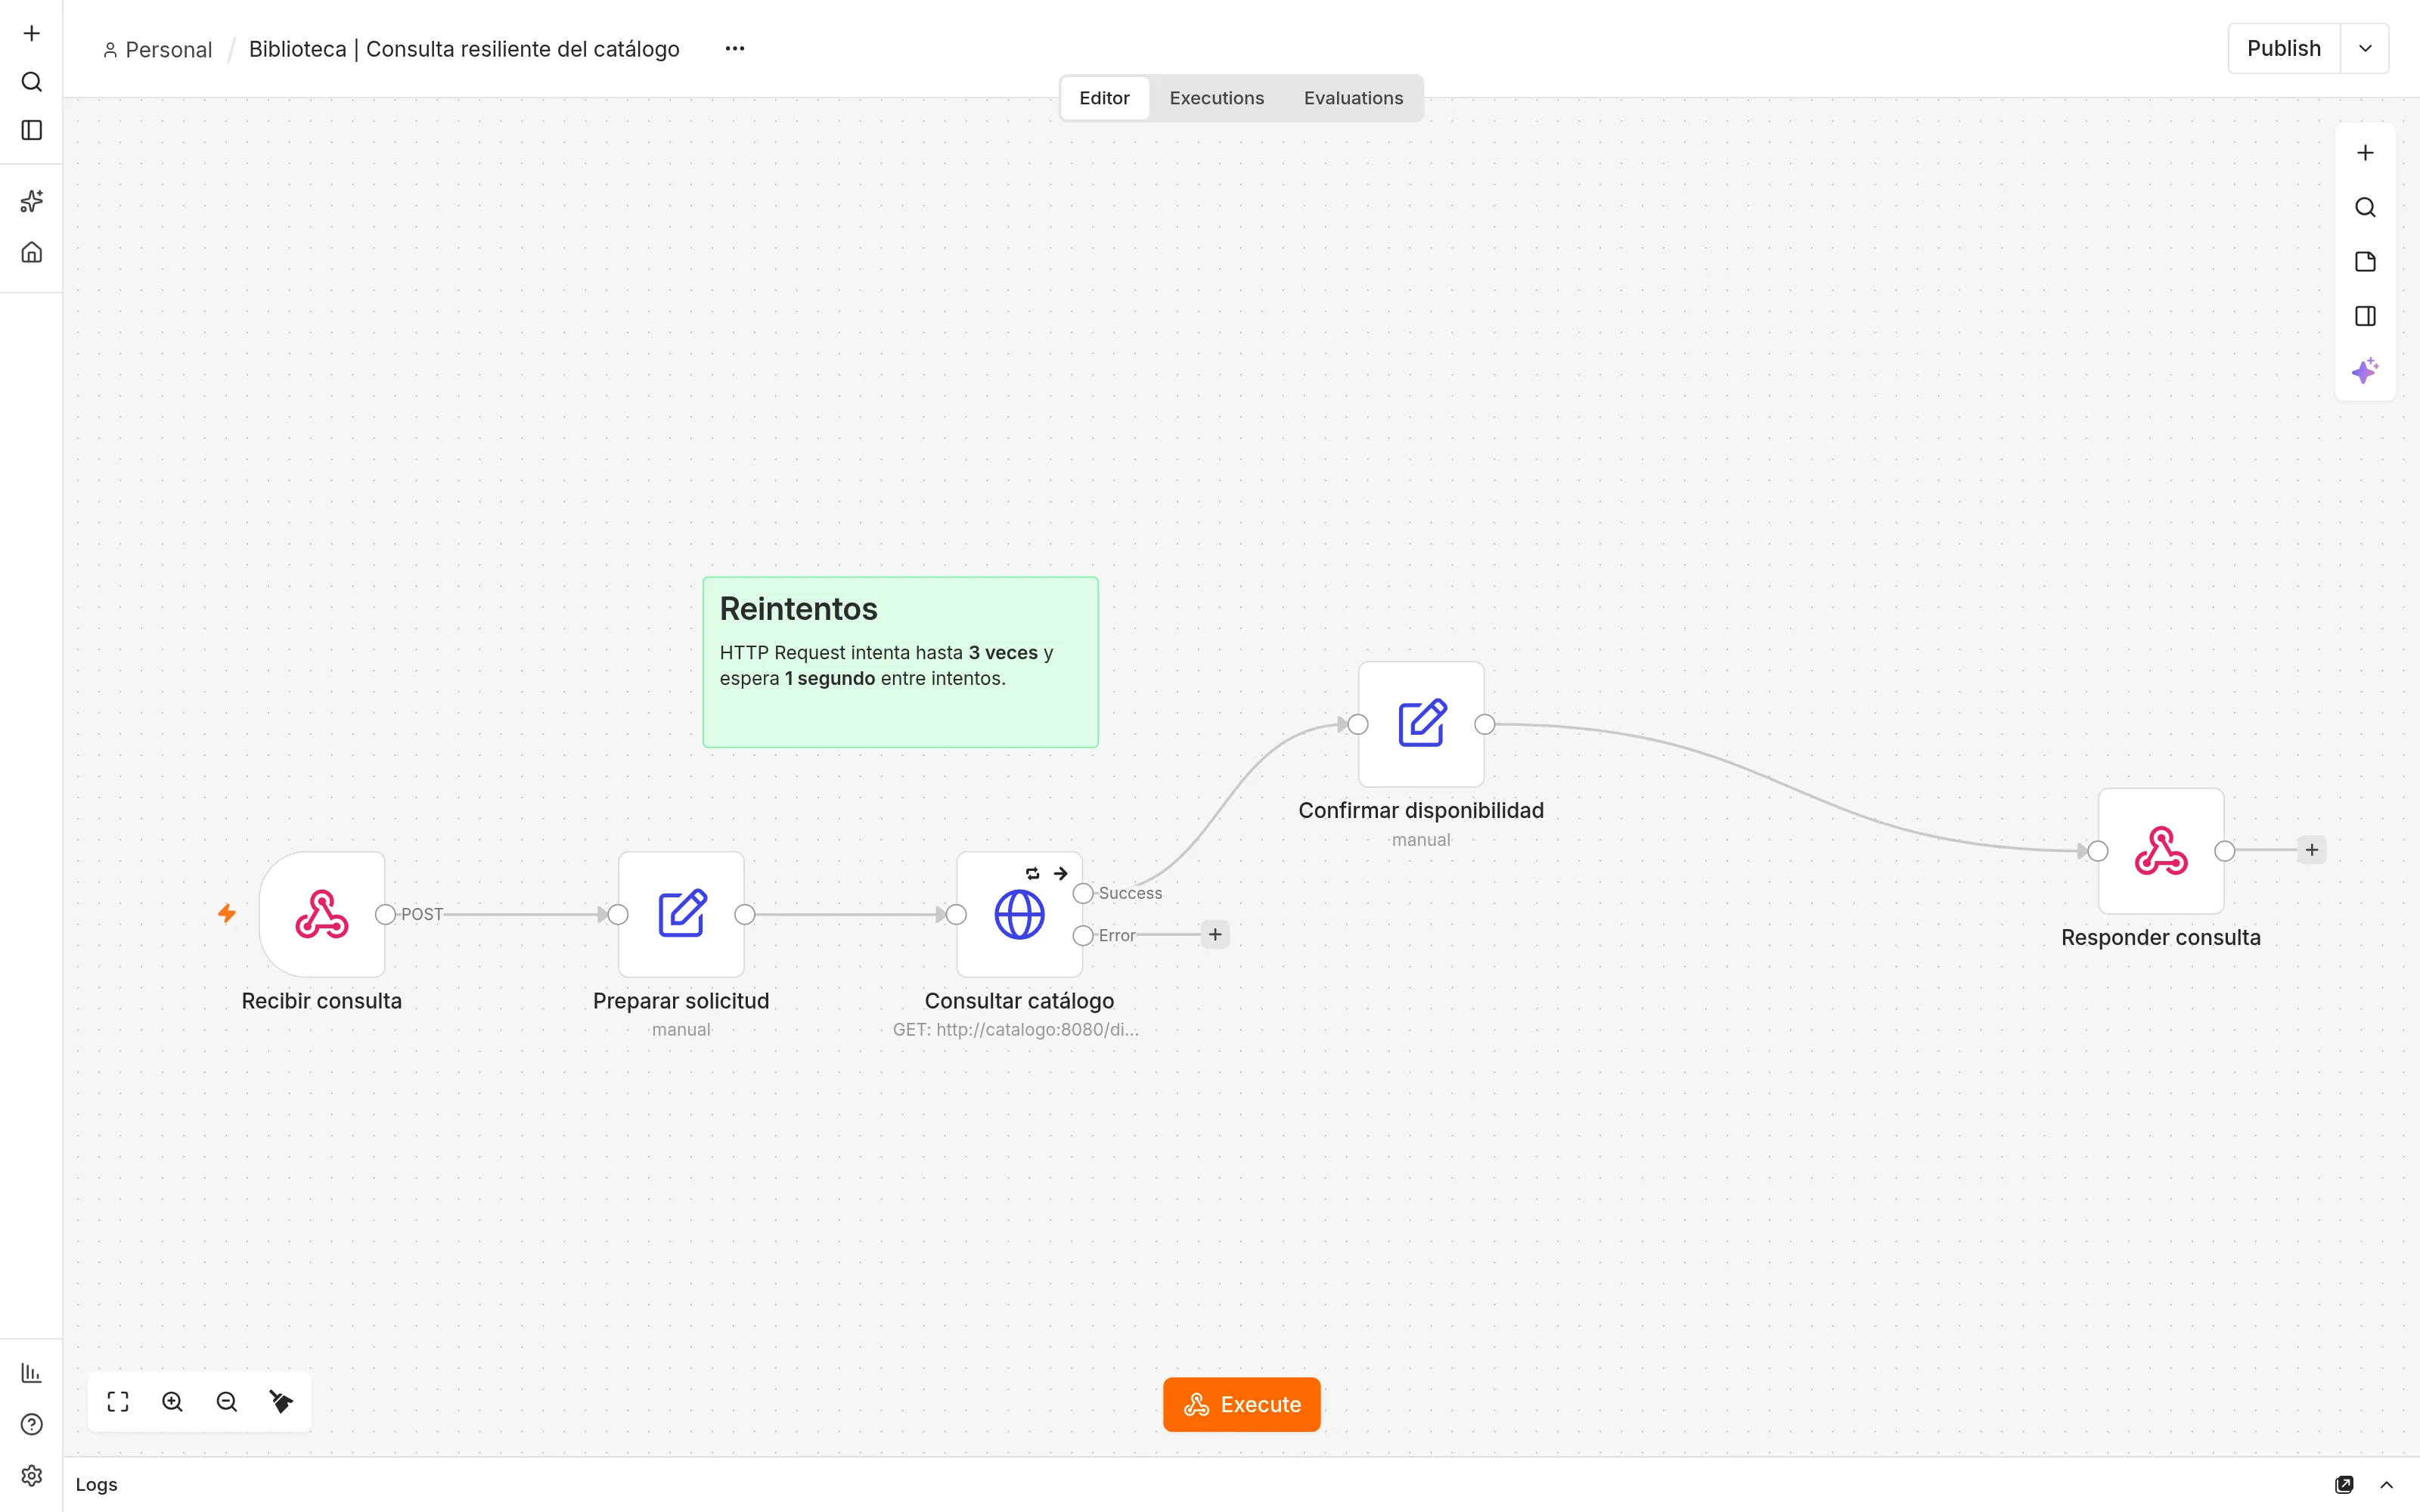 Personal / Biblioteca | Consulta resiliente del catálogo
Publish
Editor Executions Evaluations
Reintentos
HTTP Request intenta hasta 3 veces y
espera 1 segundo entre intentos.
Confirmar disponibilidad
manual
POST
Success
Error
Recibir consulta
Preparar solicitud
manual
Consultar catálogo
GET: http://catalogo:8080/di...
Responder consulta
Execute
Logs